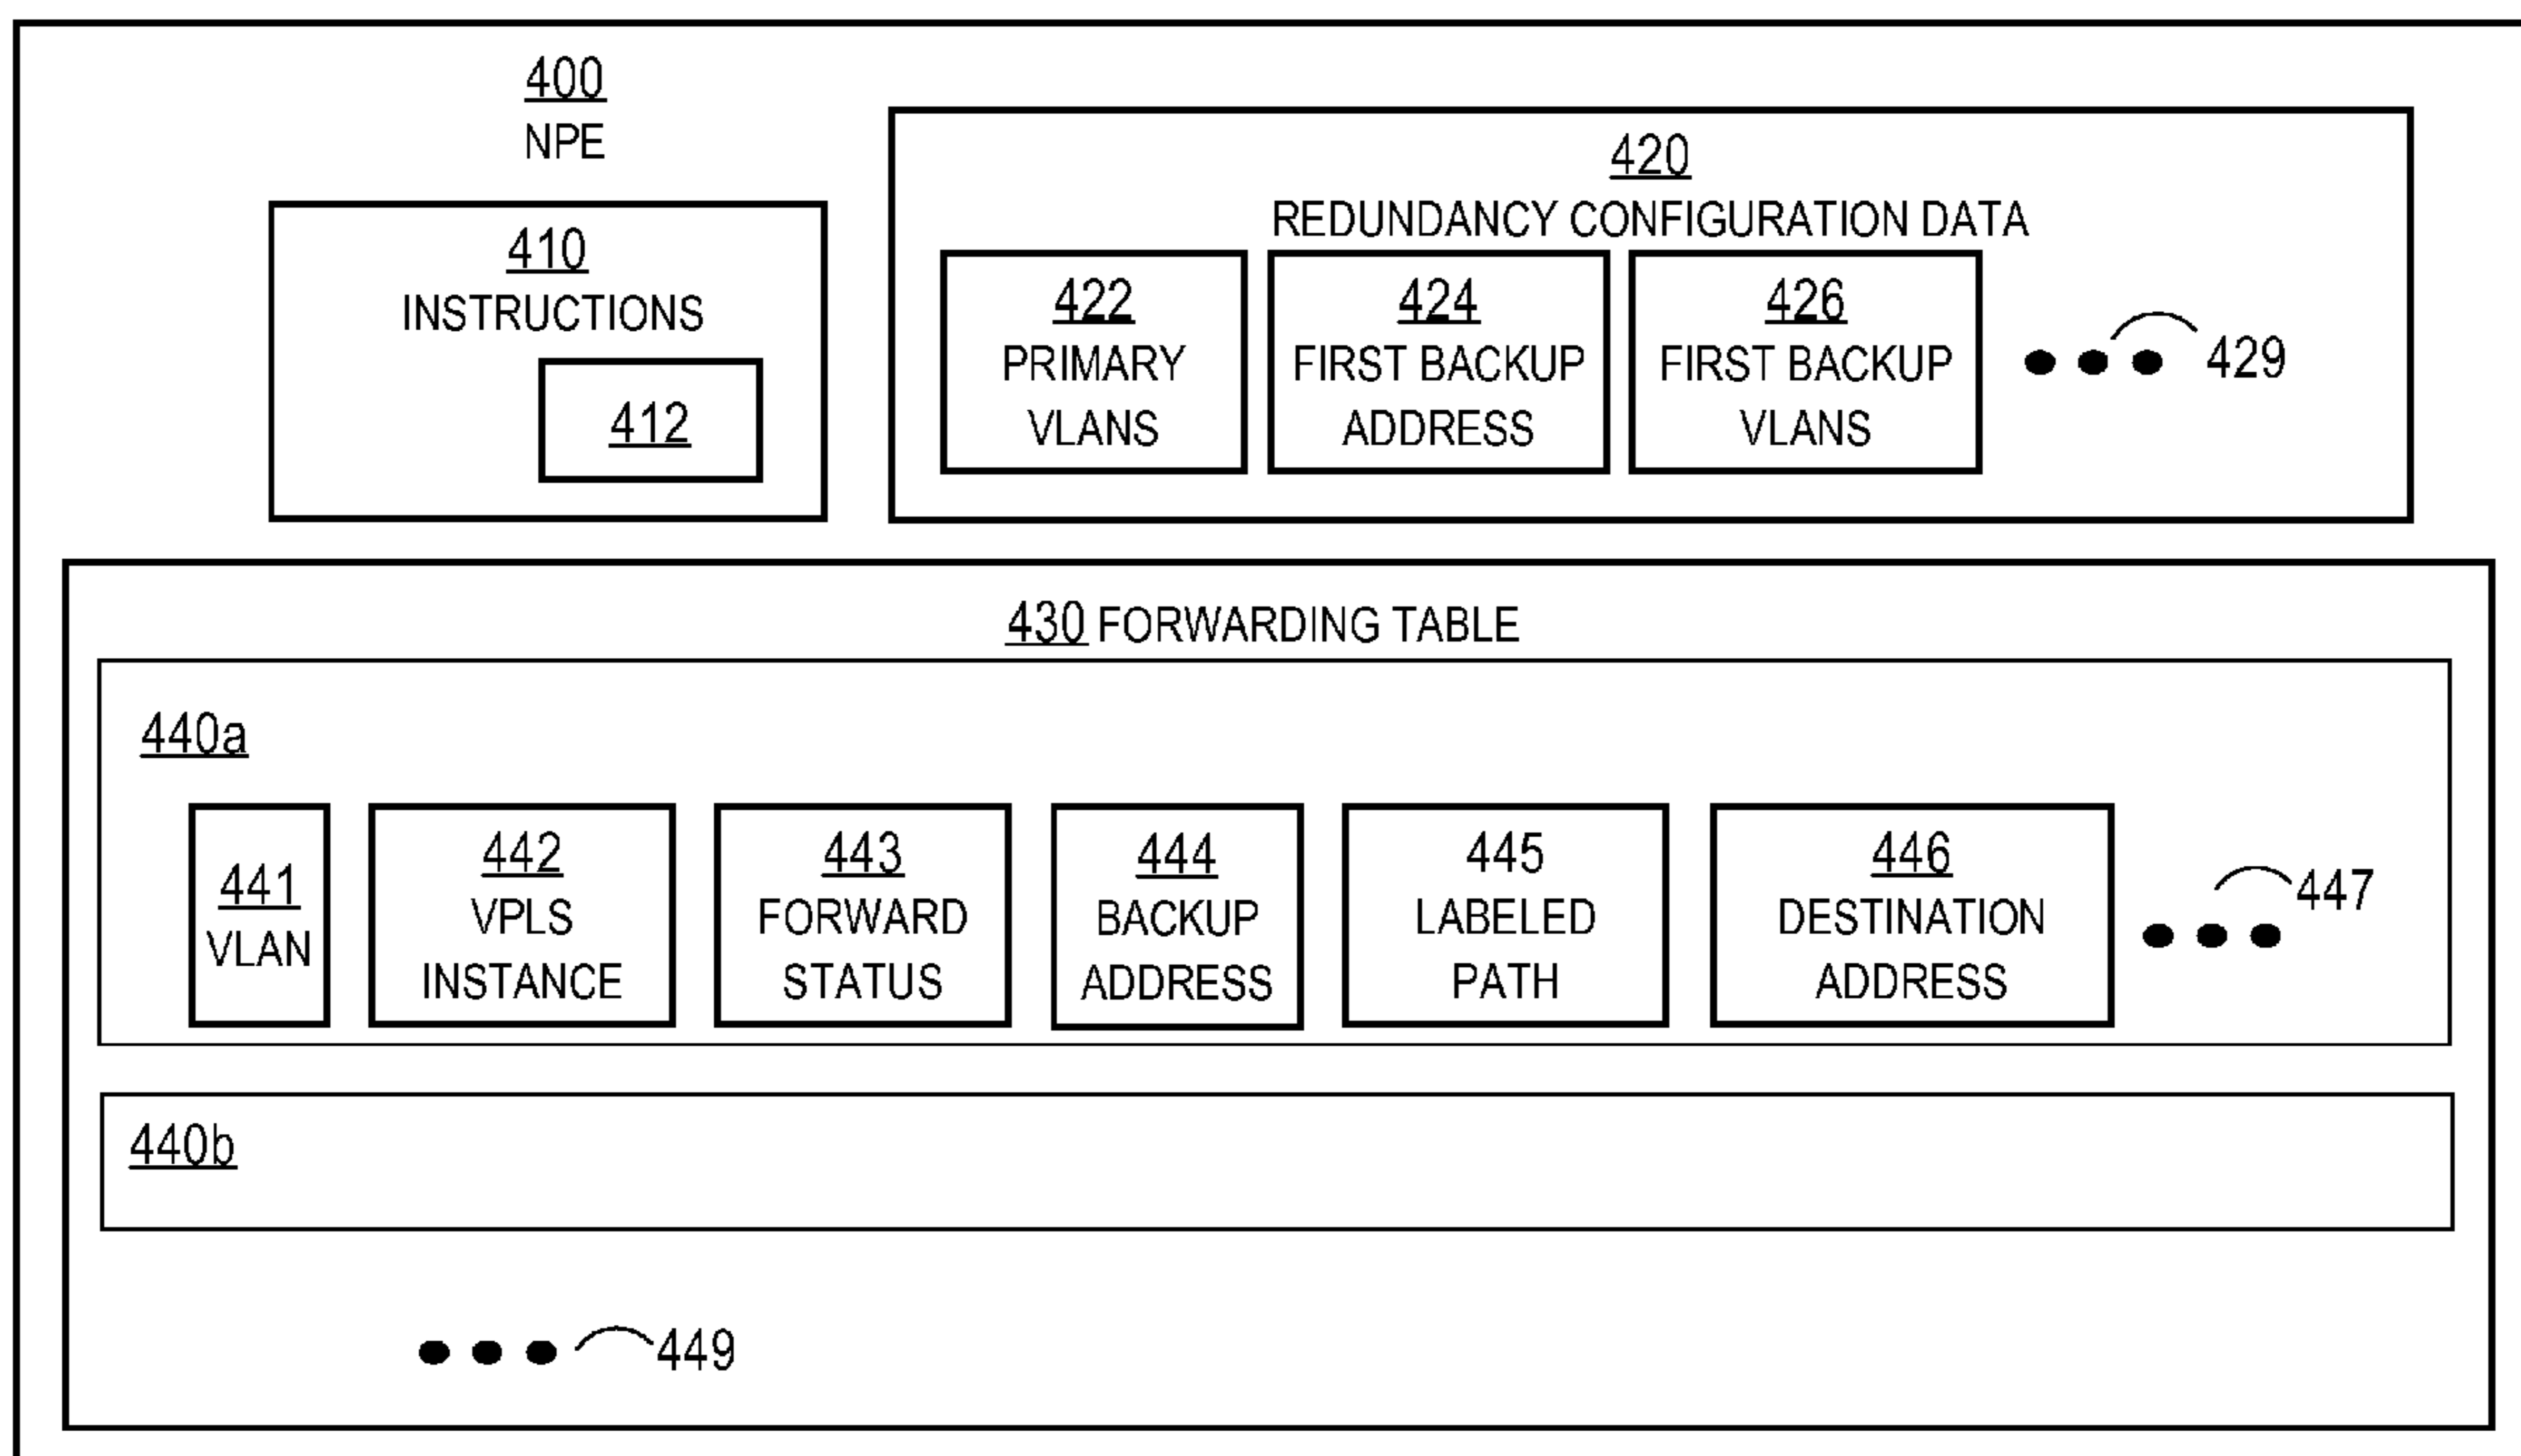 400
NPE
410
INSTRUCTIONS
412
420
REDUNDANCY CONFIGURATION DATA
422
PRIMARY
VLANS
424
FIRST BACKUP
ADDRESS
426
FIRST BACKUP
VLANS
429
430 FORWARDING TABLE
440a
441
VLAN
442
VPLS
INSTANCE
443
FORWARD
STATUS
444
BACKUP
ADDRESS
445
LABELED
PATH
446
DESTINATION
ADDRESS
447
440b
449